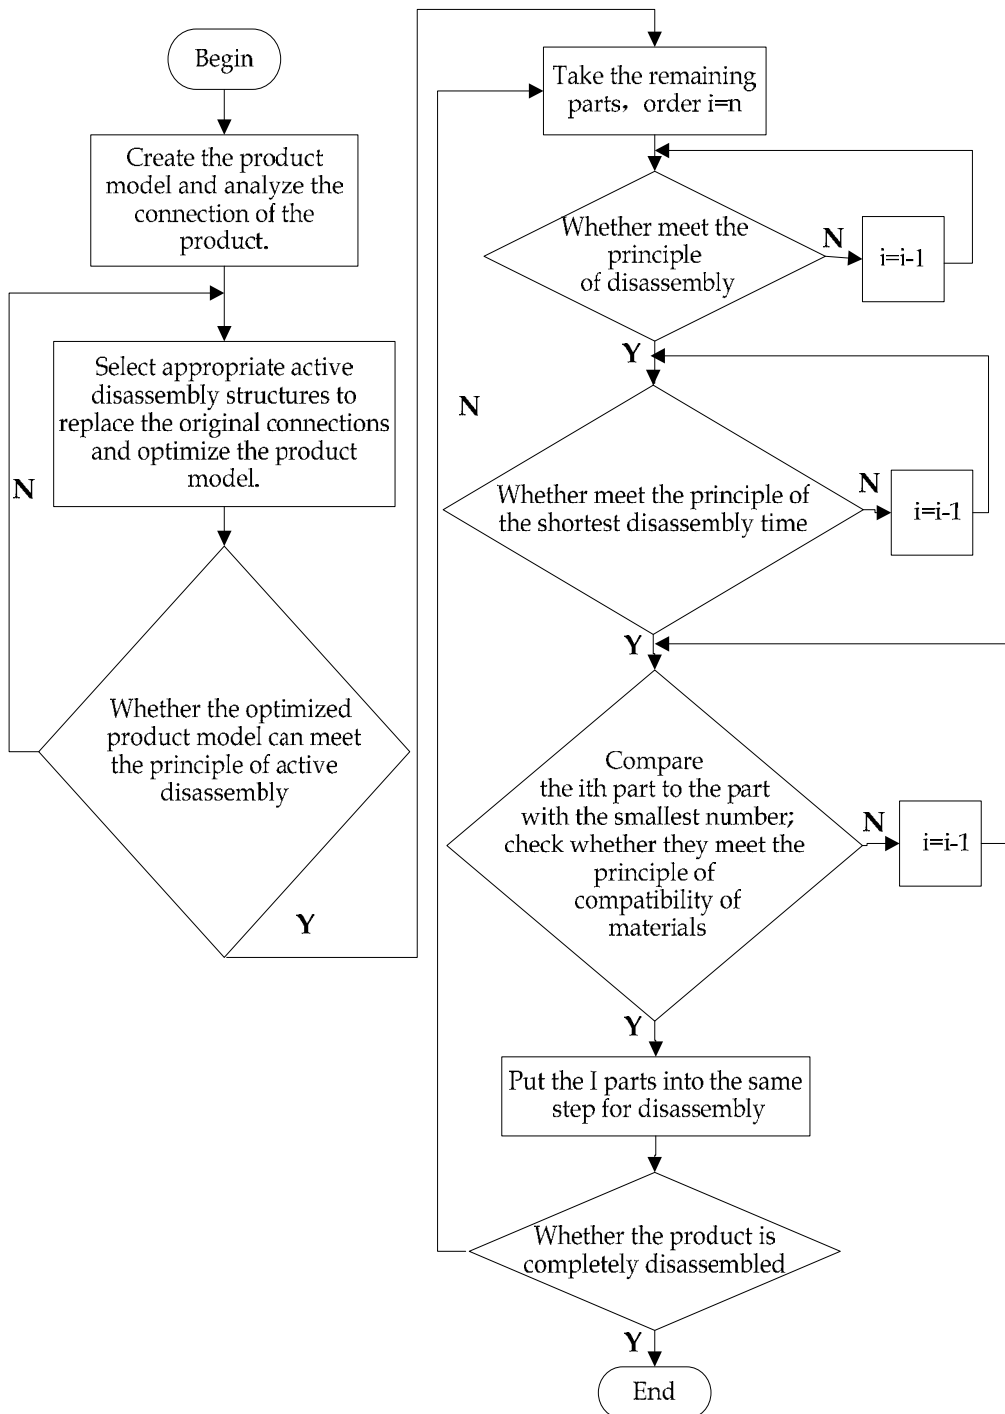 Begin
Create the product
model and analyze the
connection of the
product.
Select appropriate active
disassembly structures to
replace the original connections
and optimize the product
model.
N
Whether the optimized
product model can meet
the principle of active
disassembly
Y
Take the remaining
parts, order i=n
Whether meet the
principle
of disassembly
N
i=i-1
Y
N
Whether meet the principle of
the shortest disassembly time
N
i=i-1
Y
Compare
the ith part to the part
with the smallest number;
check whether they meet the
principle of
compatibility of
materials
N
i=i-1
Y
Put the I parts into the same
step for disassembly
Whether the product is
completely disassembled
Y
End